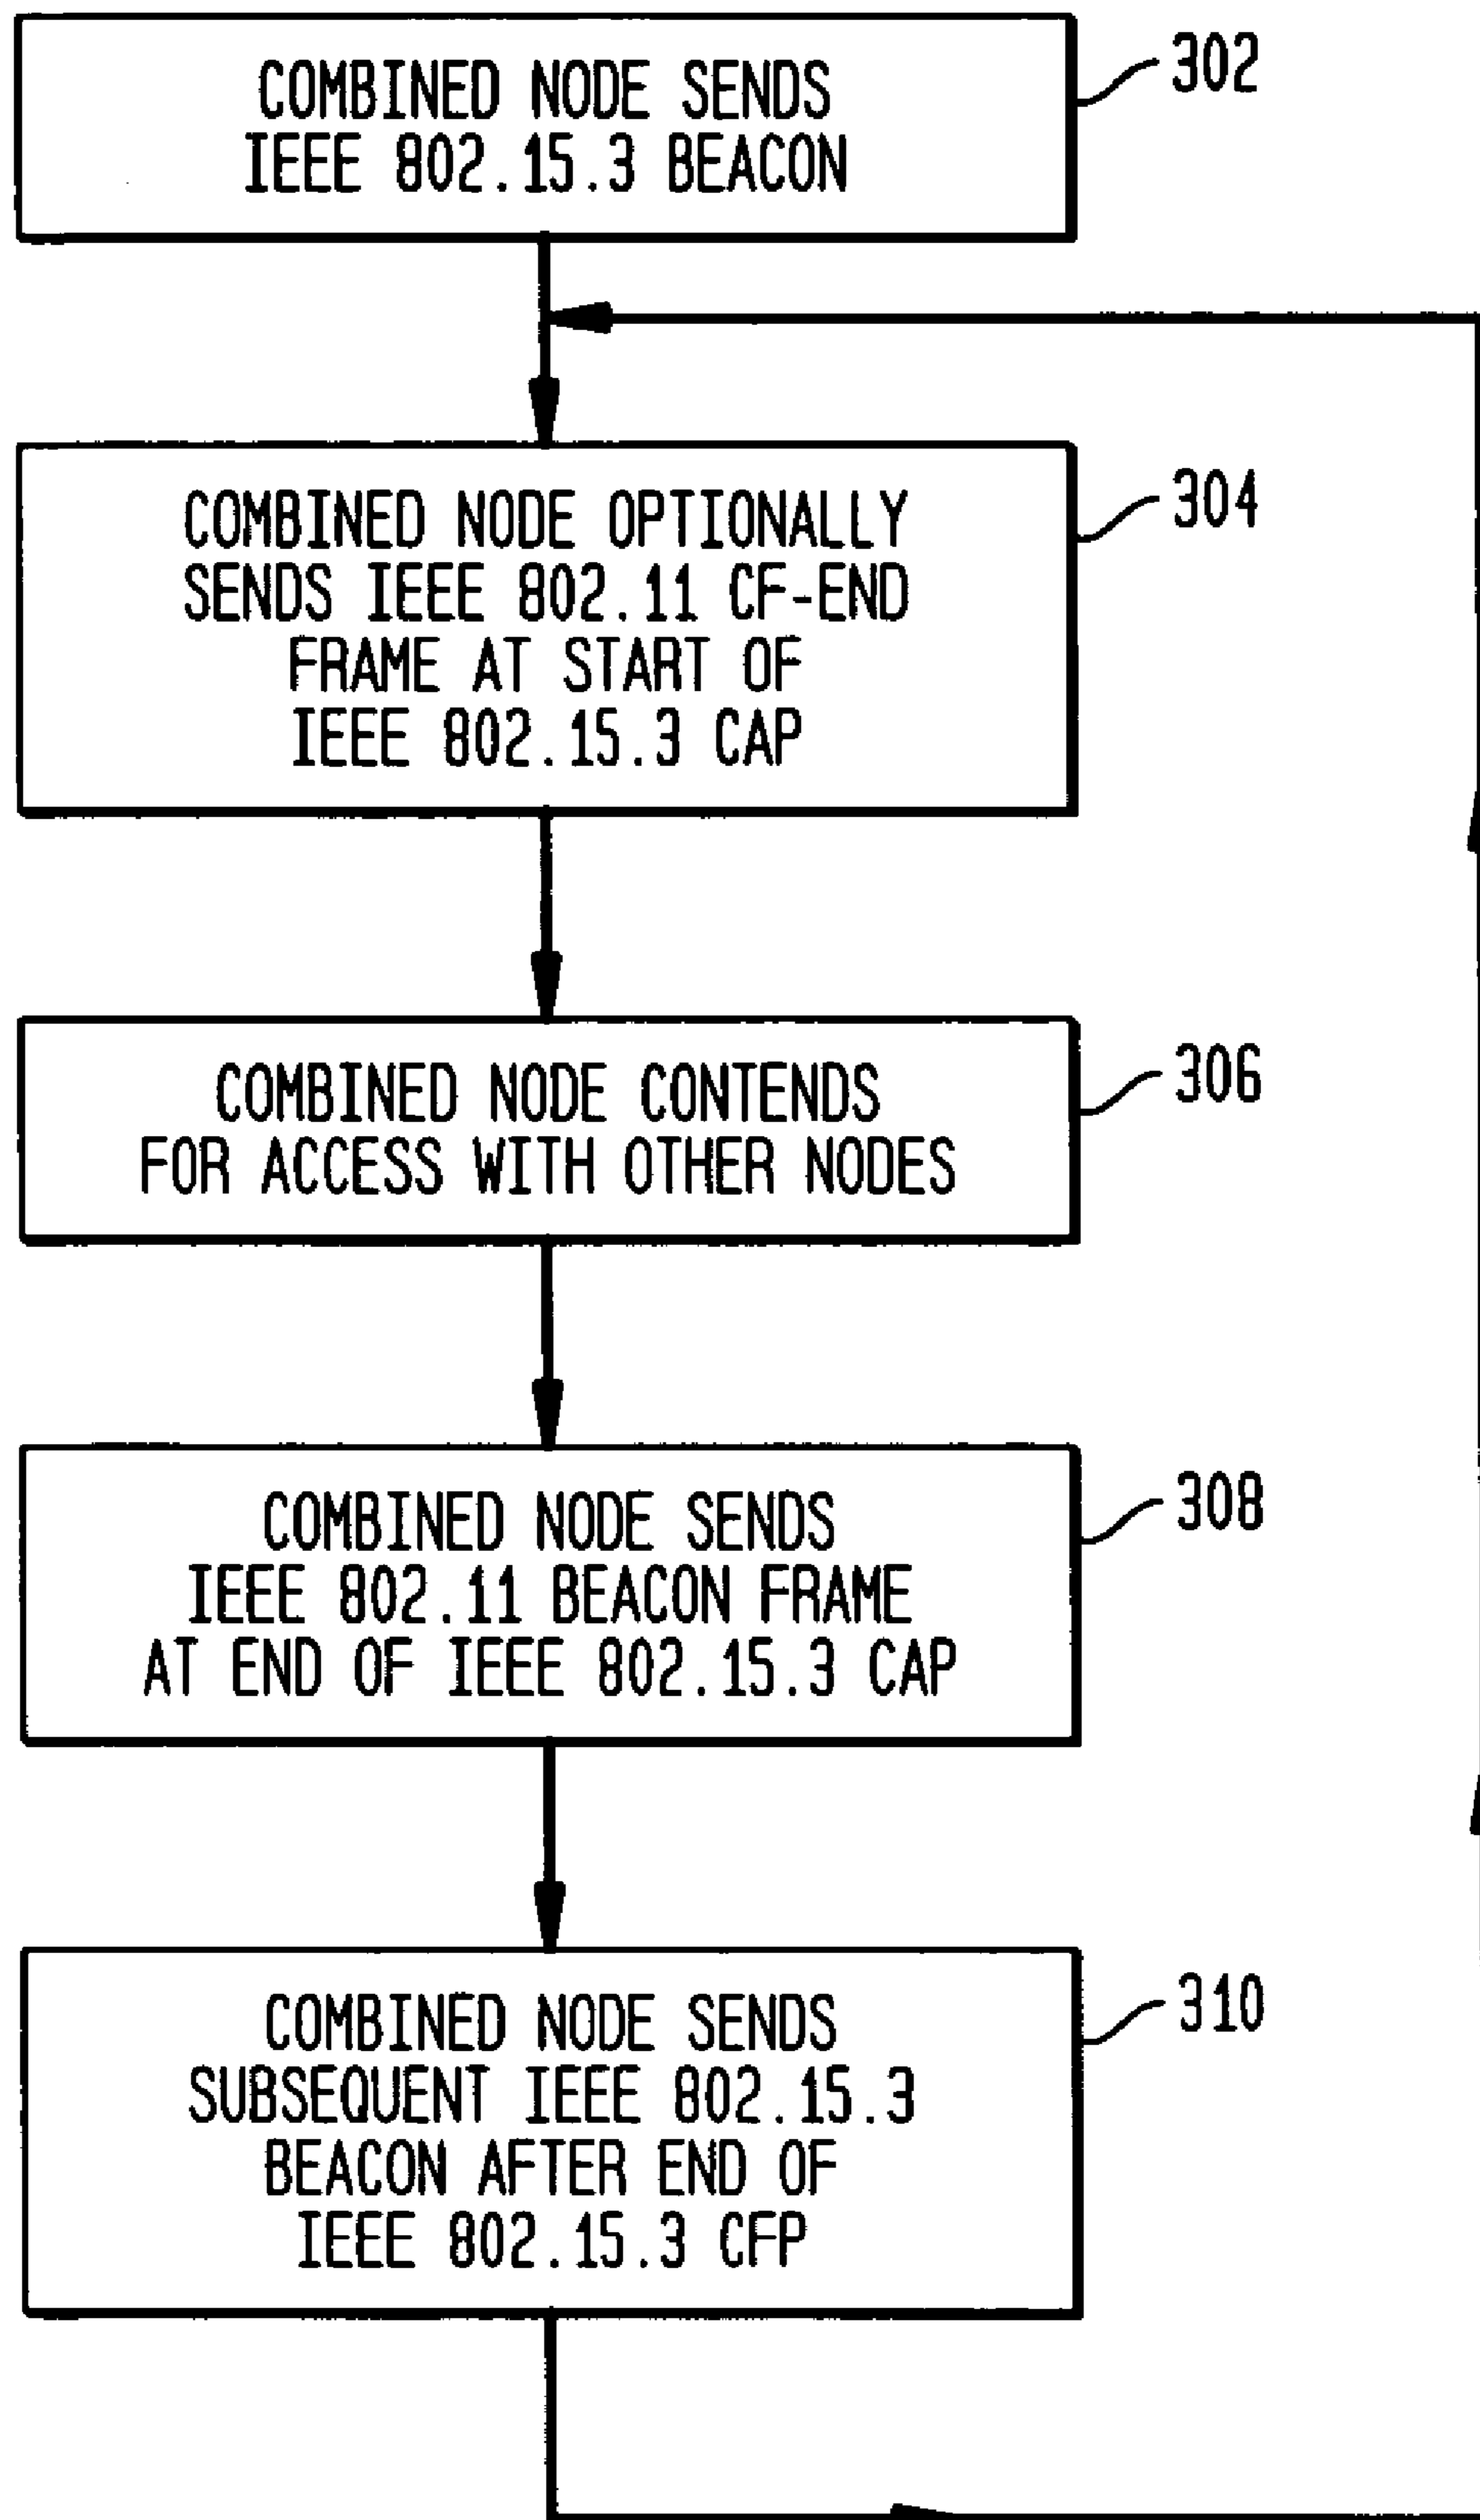 COMBINED NODE SENDS
IEEE 802.15.3 BEACON
302
COMBINED NODE OPTIONALLY
SENDS IEEE 802.11 CF-END
FRAME AT START OF
IEEE 802.15.3 CAP
304
COMBINED NODE CONTENDS
FOR ACCESS WITH OTHER NODES
306
COMBINED NODE SENDS
IEEE 802.11 BEACON FRAME
AT END OF IEEE 802.15.3 CAP
308
COMBINED NODE SENDS
SUBSEQUENT IEEE 802.15.3
BEACON AFTER END OF
IEEE 802.15.3 CFP
310